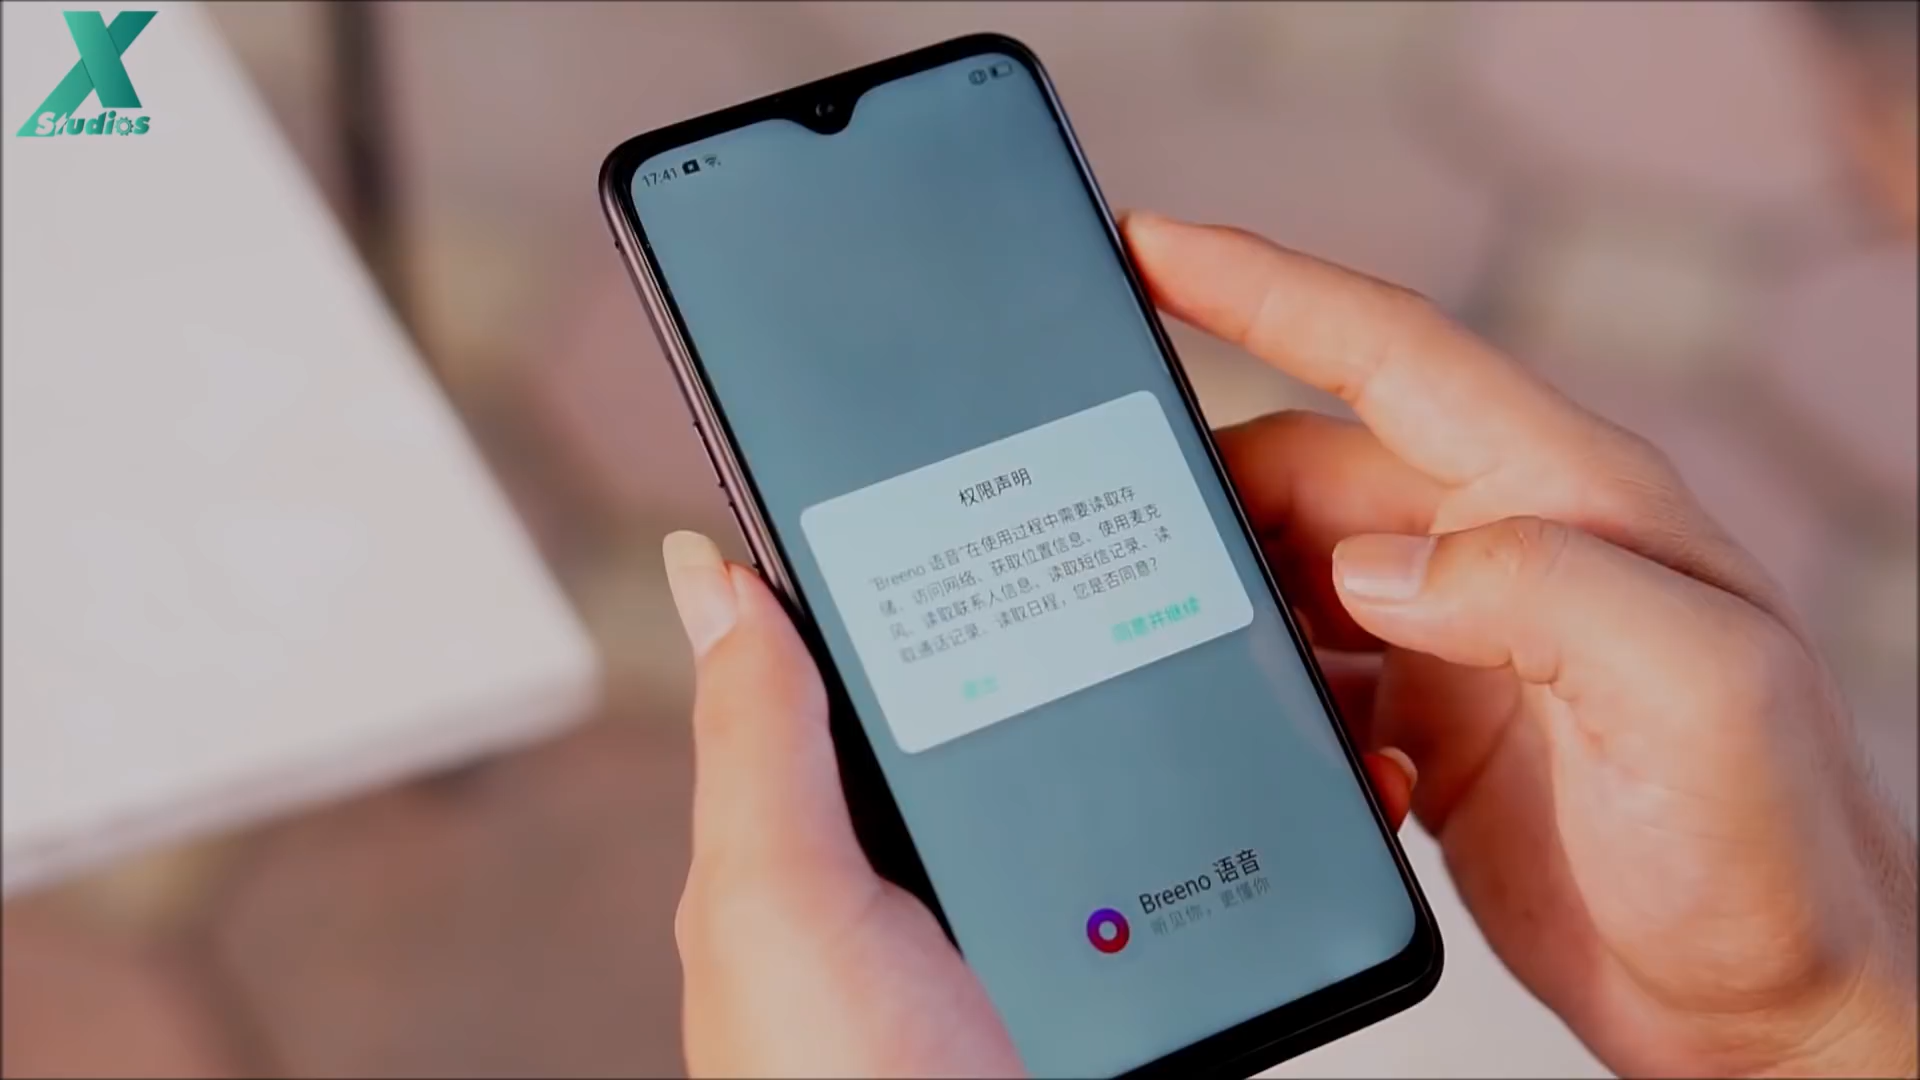 X
Studios
17:41
权限声明
"Breeno 语音"在使用过程中需要读取存
储、访问网络、获取位置信息、使用麦克
风、读取联系人信息、读取短信记录、读
取通话记录、读取日程，您是否同意？
同意并继续
Breeno 语音
听见你，更懂你